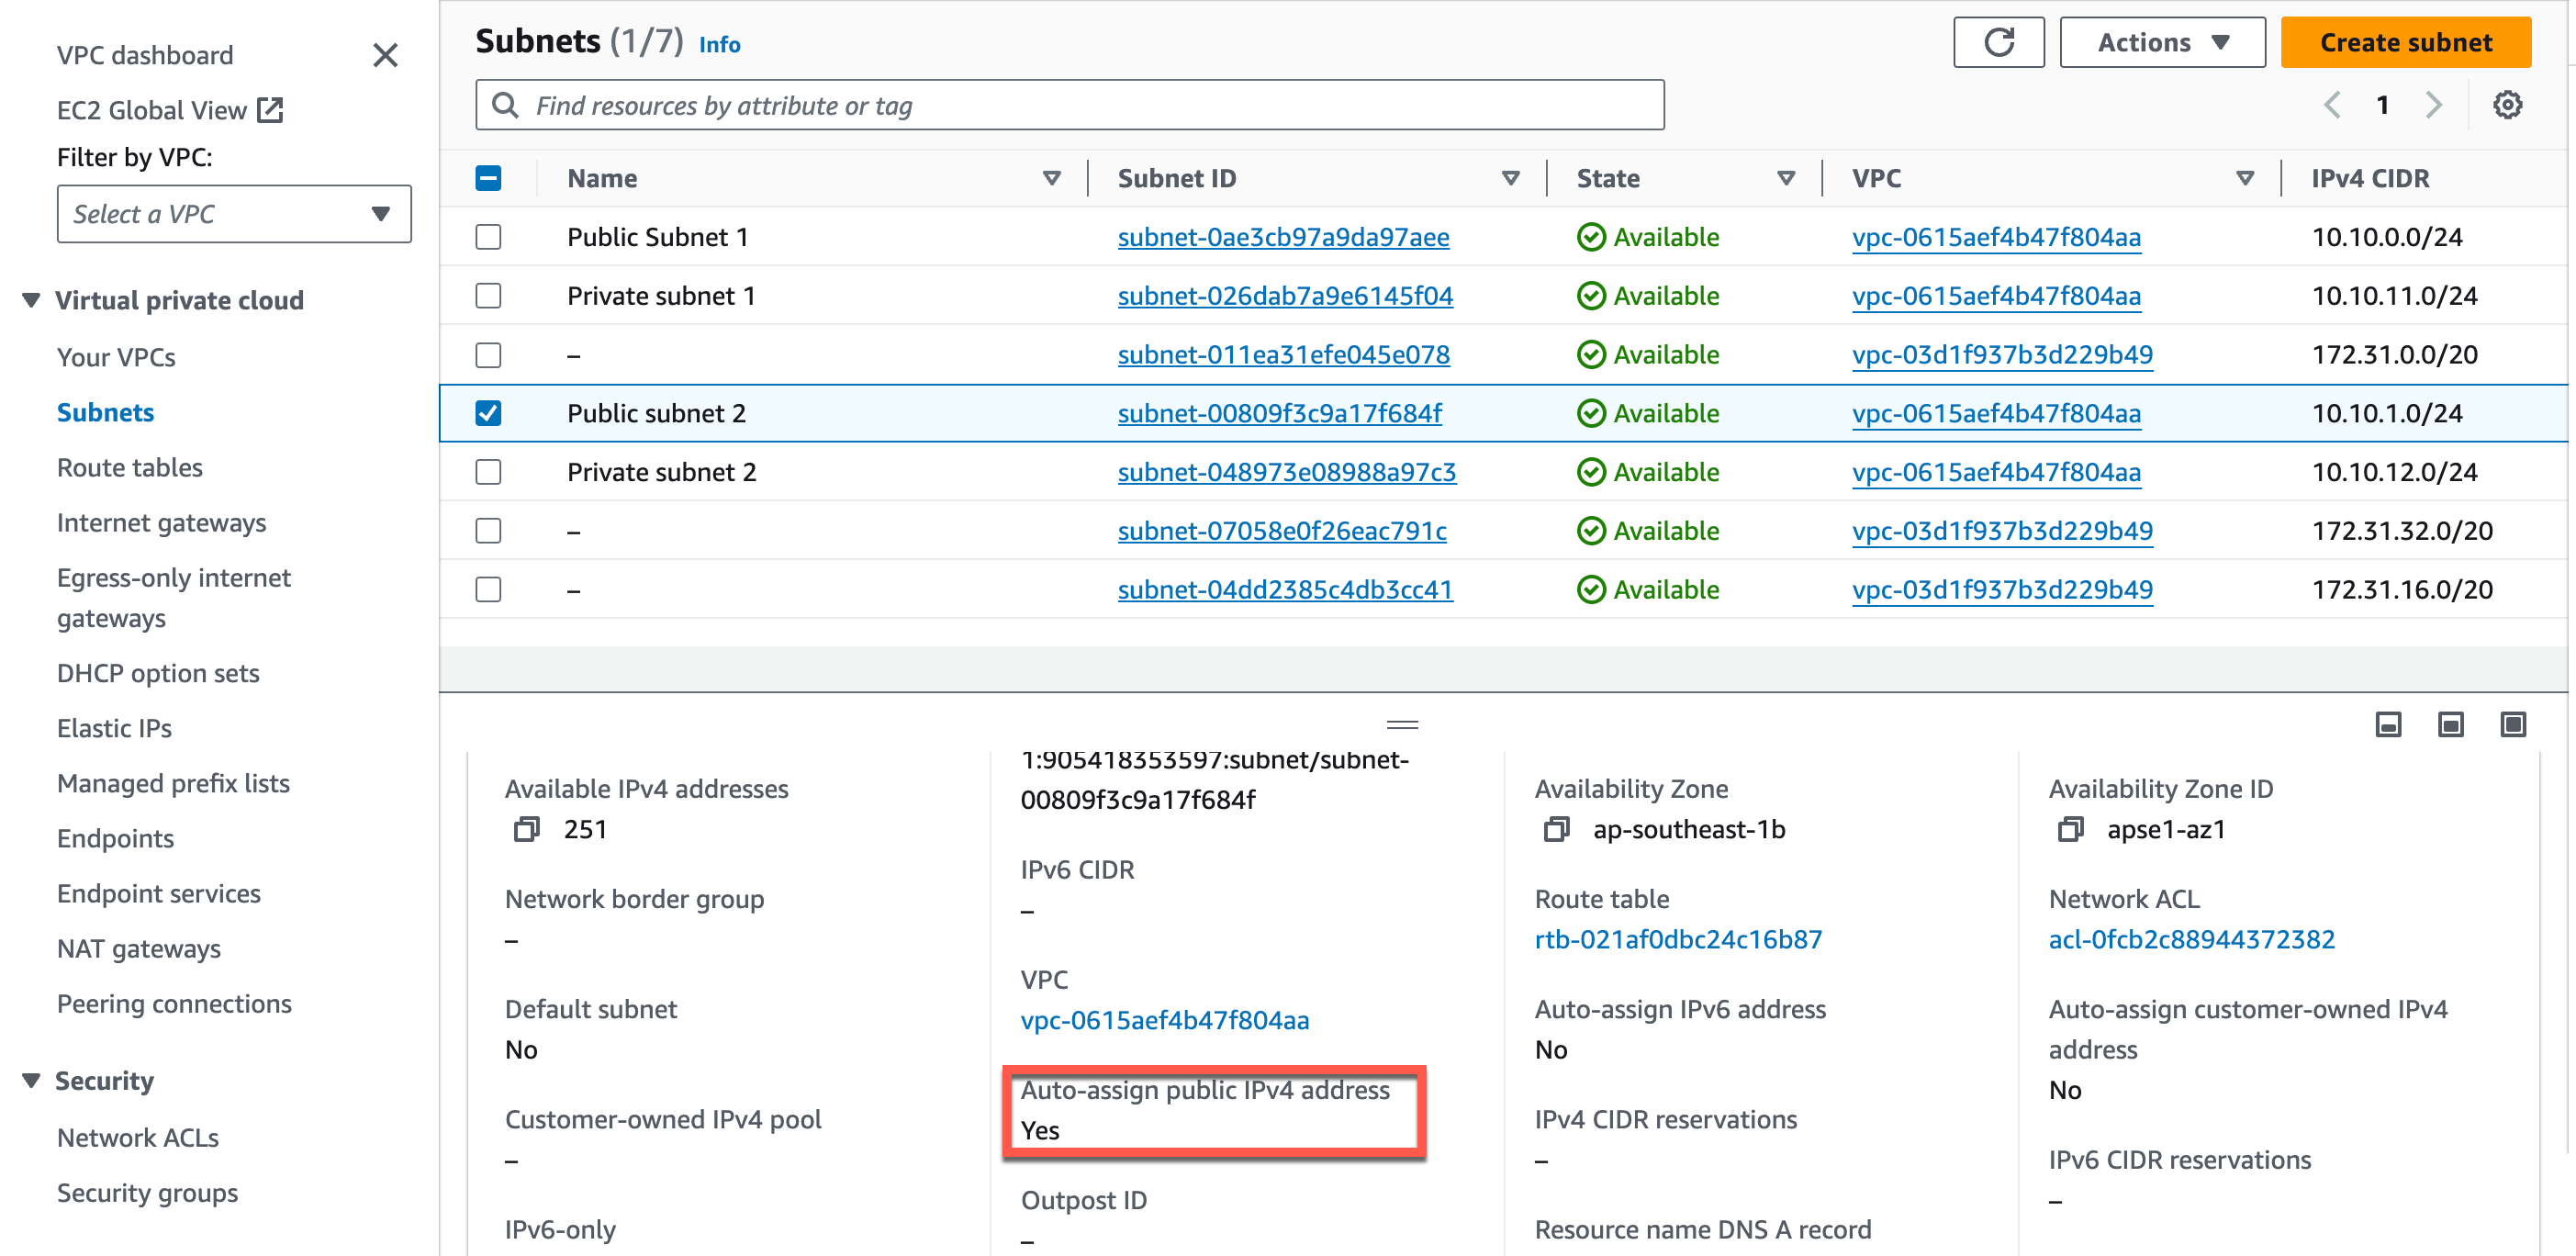 VPC dashboard
EC2 Global View
Filter by VPC:
Select a VPC
Virtual private cloud
Your VPCs
Subnets
Route tables
Internet gateways
Egress-only internet
gateways
DHCP option sets
Elastic IPs
Managed prefix lists
Endpoints
Endpoint services
NAT gateways
Peering connections
Security
Network ACLs
Security groups
Subnets (1/7) Info
Actions
Create subnet
Find resources by attribute or tag
1
Name Subnet ID State VPC IPv4 CIDR
Public Subnet 1 subnet-0ae3cb97a9da97aee Available vpc-0615aef4b47f804aa 10.10.0.0/24
Private subnet 1 subnet-026dab7a9e6145f04 Available vpc-0615aef4b47f804aa 10.10.11.0/24
– subnet-011ea31efe045e078 Available vpc-03d1f937b3d229b49 172.31.0.0/20
Public subnet 2 subnet-00809f3c9a17f684f Available vpc-0615aef4b47f804aa 10.10.1.0/24
Private subnet 2 subnet-048973e08988a97c3 Available vpc-0615aef4b47f804aa 10.10.12.0/24
– subnet-07058e0f26eac791c Available vpc-03d1f937b3d229b49 172.31.32.0/20
– subnet-04dd2385c4db3cc41 Available vpc-03d1f937b3d229b49 172.31.16.0/20
Available IPv4 addresses
251
Network border group
–
Default subnet
No
Customer-owned IPv4 pool
–
IPv6-only
1:905418353597:subnet/subnet-
00809f3c9a17f684f
IPv6 CIDR
–
VPC
vpc-0615aef4b47f804aa
Auto-assign public IPv4 address
Yes
Outpost ID
–
Availability Zone
ap-southeast-1b
Route table
rtb-021af0dbc24c16b87
Auto-assign IPv6 address
No
IPv4 CIDR reservations
–
Resource name DNS A record
Availability Zone ID
apse1-az1
Network ACL
acl-0fcb2c88944372382
Auto-assign customer-owned IPv4
address
No
IPv6 CIDR reservations
–